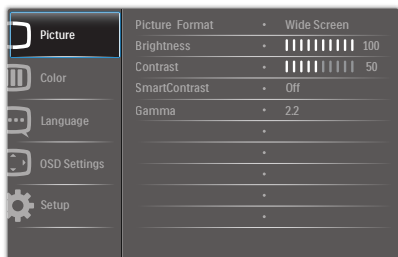 Picture
Color
Language
OSD Settings
Setup
Picture Format • Wide Screen
Brightness • 100
Contrast • 50
SmartContrast • Off
Gamma • 2.2
•
•
•
•
•